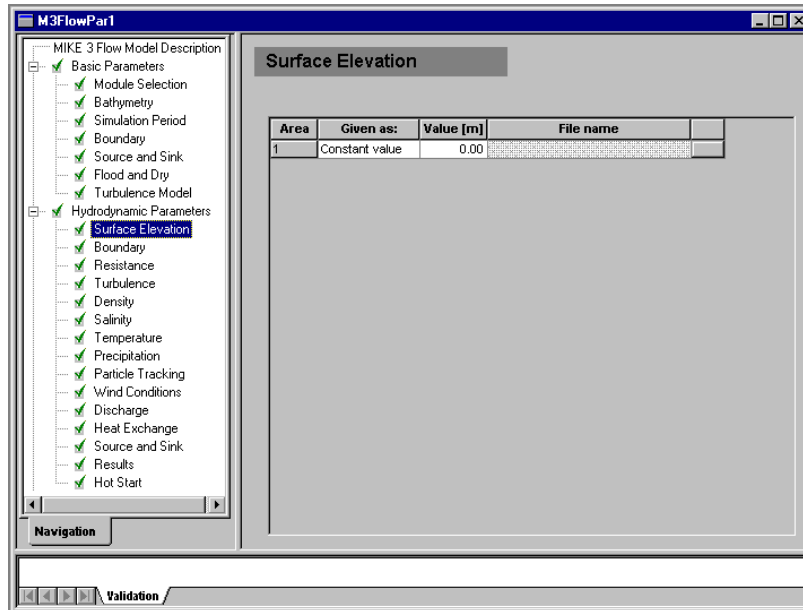 M3FlowPar1
MIKE 3 Flow Model Description
Basic Parameters
Module Selection
Bathymetry
Simulation Period
Boundary
Source and Sink
Flood and Dry
Turbulence Model
Hydrodynamic Parameters
Surface Elevation
Boundary
Resistance
Turbulence
Density
Salinity
Temperature
Precipitation
Particle Tracking
Wind Conditions
Discharge
Heat Exchange
Source and Sink
Results
Hot Start
Navigation
Surface Elevation
Area Given as: Value [m] File name
1 Constant value 0.00
Validation